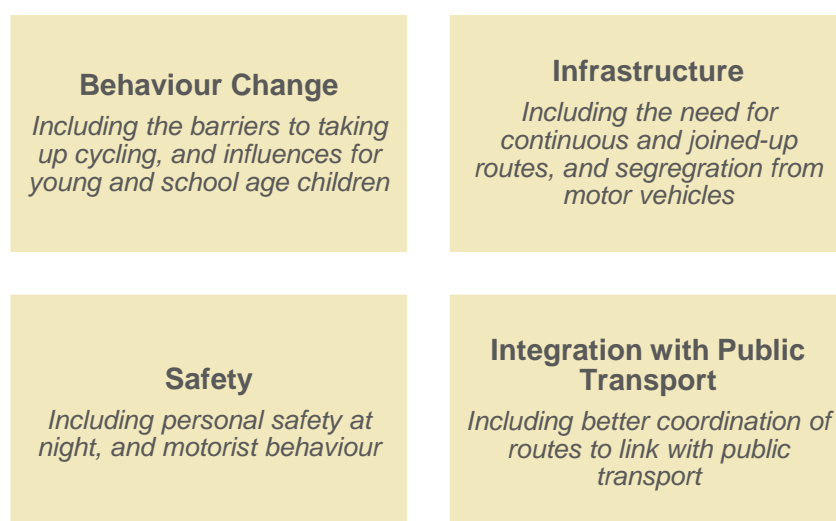 Behaviour Change
Including the barriers to taking
up cycling, and influences for
young and school age children
Infrastructure
Including the need for
continuous and joined-up
routes, and segregration from
motor vehicles
Safety
Including personal safety at
night, and motorist behaviour
Integration with Public
Transport
Including better coordination of
routes to link with public
transport